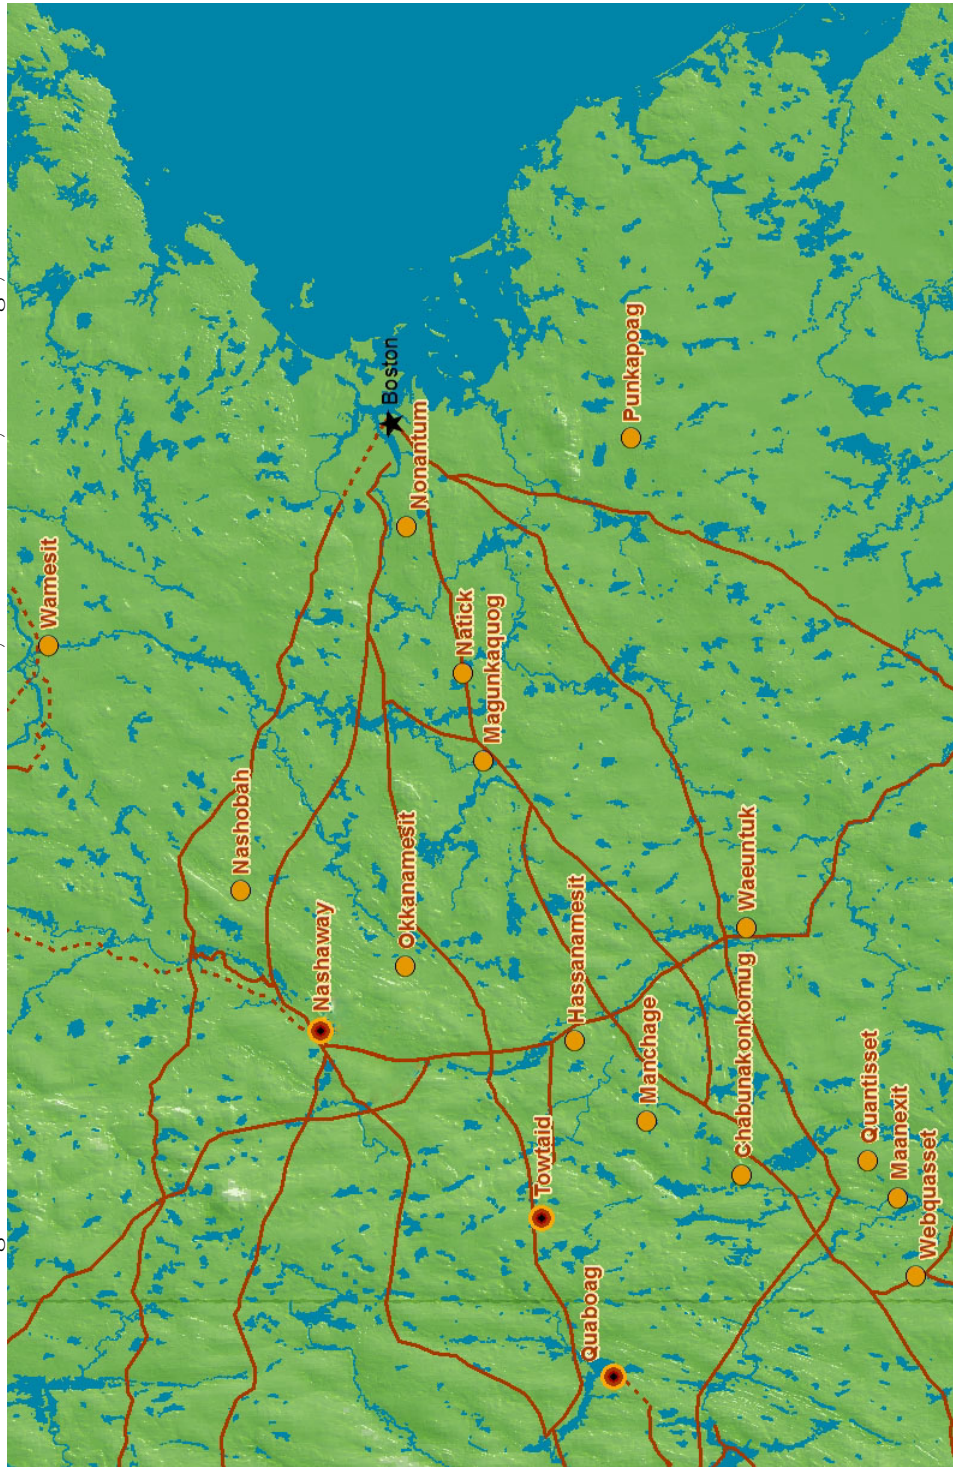 Wamesit
Boston
Nonantum
Punkapoag
Natick
Magunkaquog
Nashobah
Okkanamesit
Nashaway
Hassanamesit
Waeuntuk
Manchage
Chabunakonkomug
Quantisset
Maanexit
Webquasset
Towtaid
Quaboag